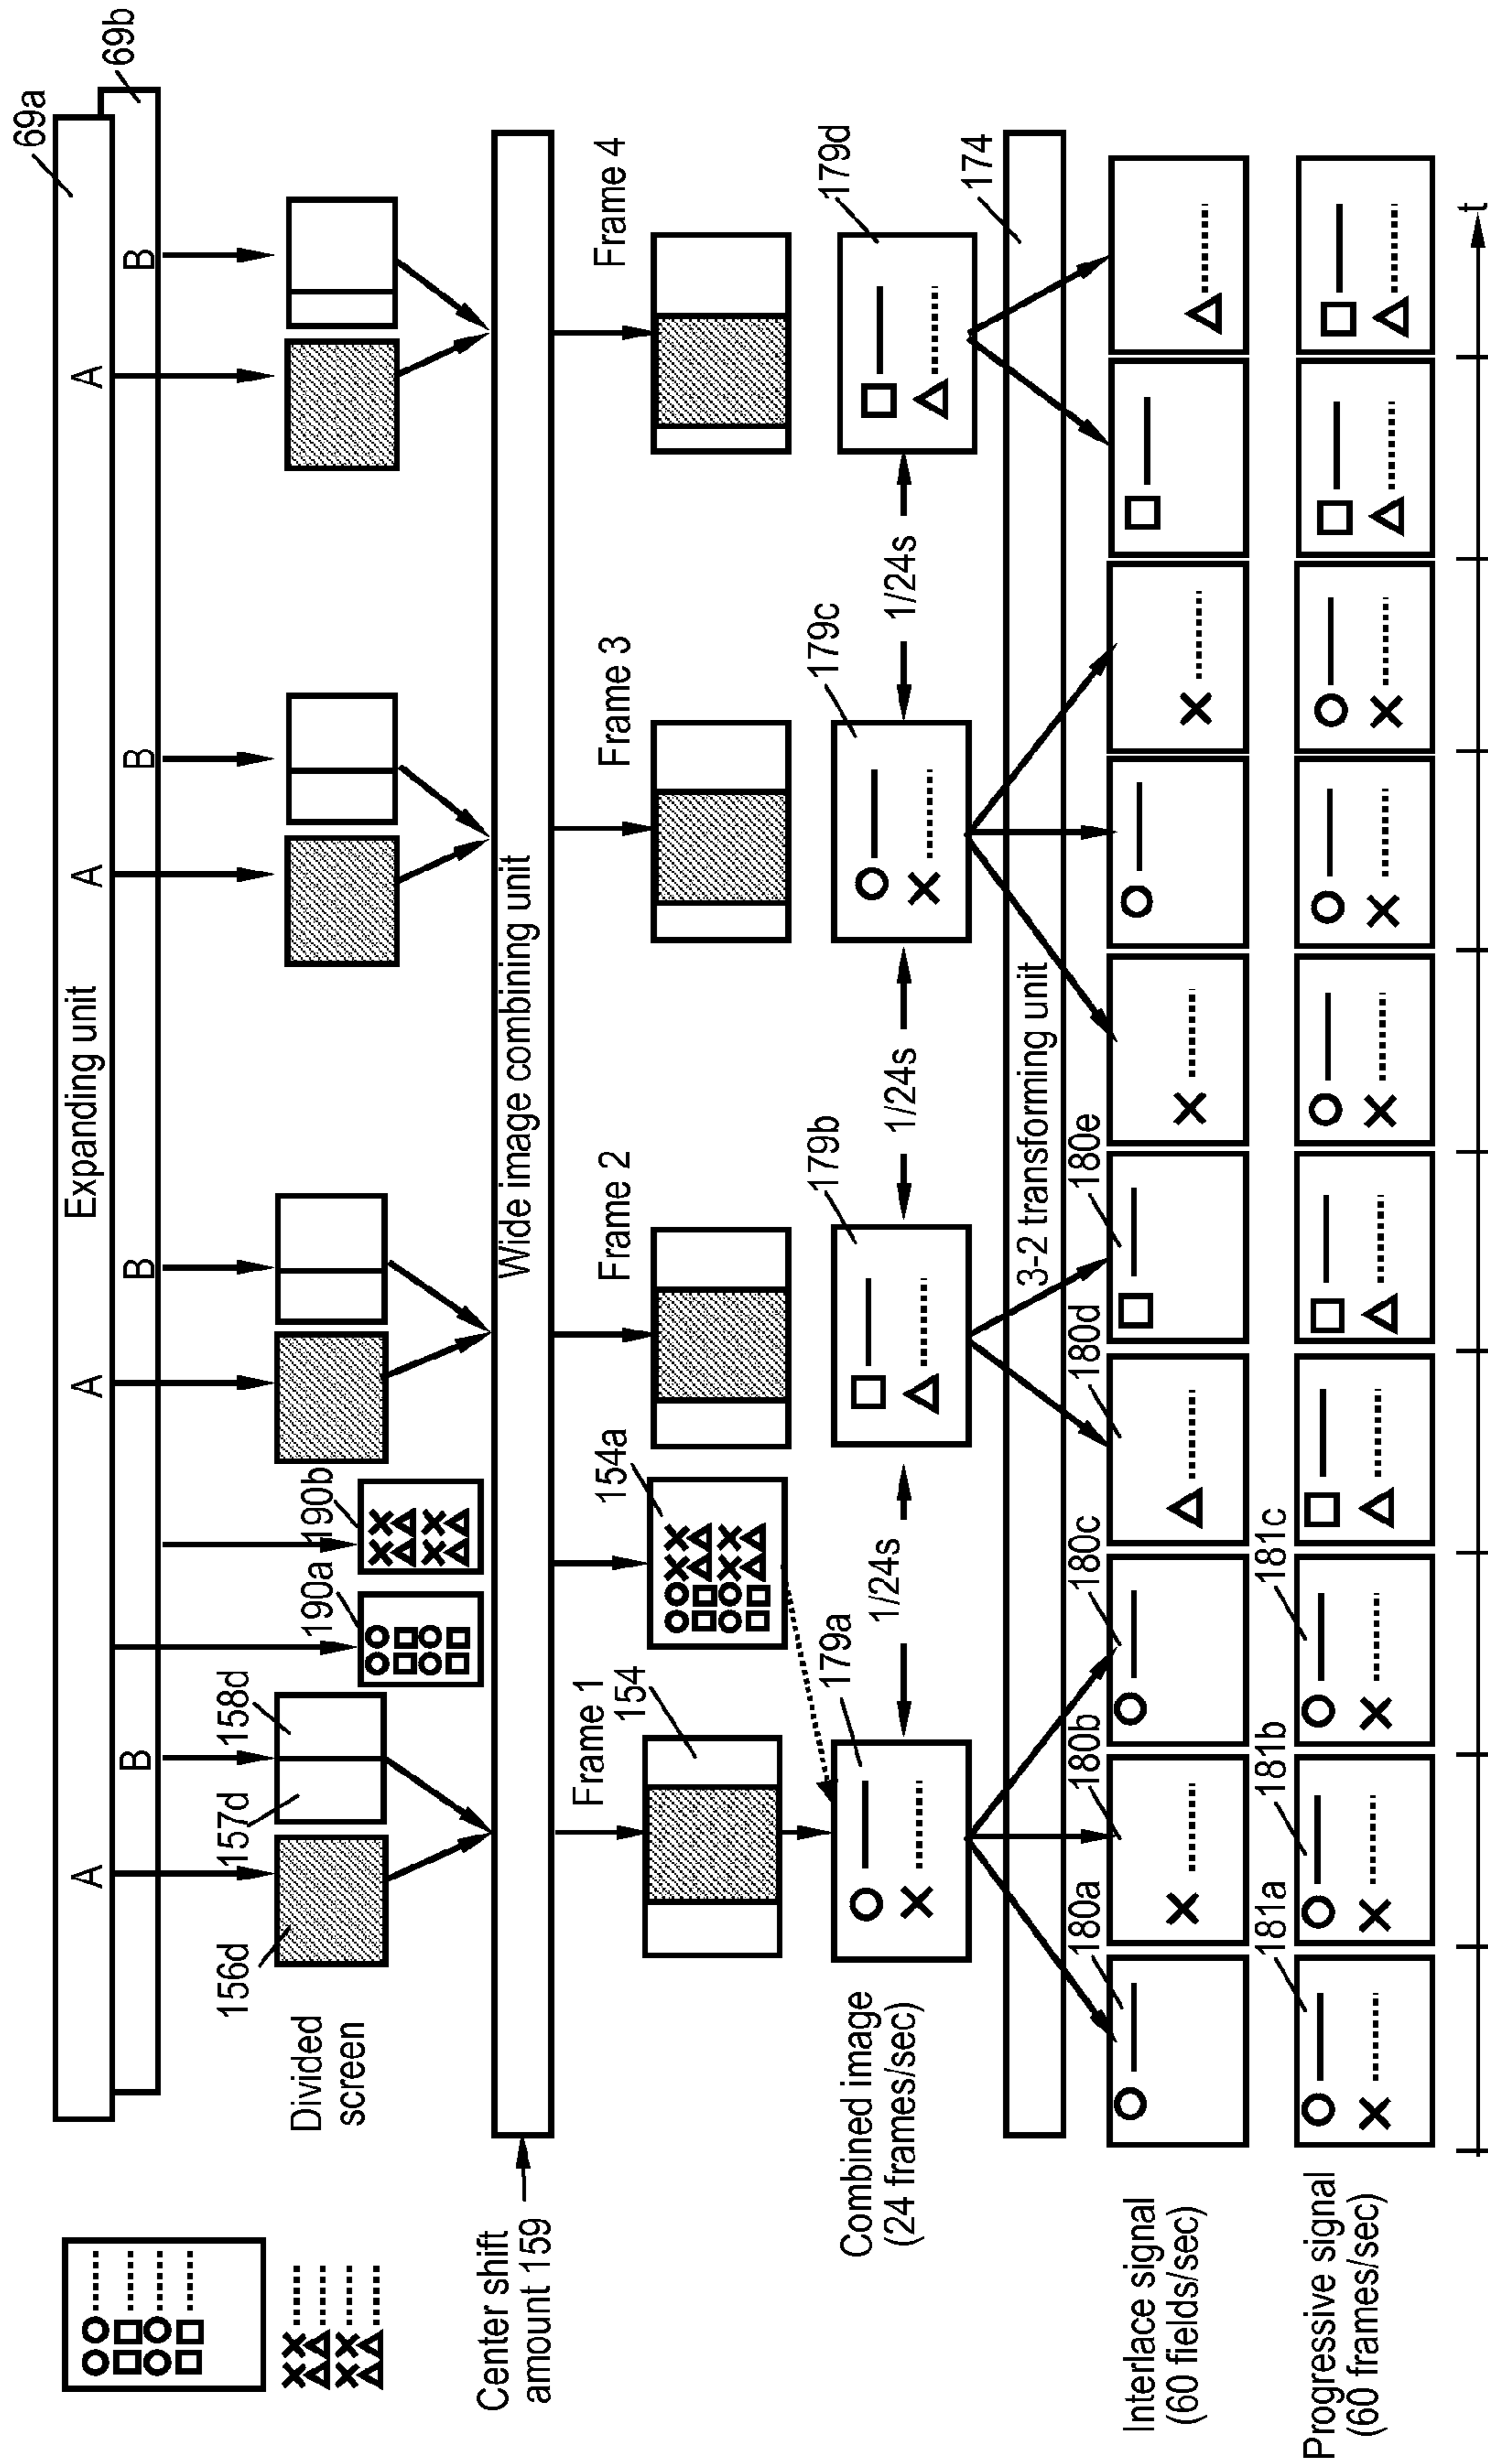 69a
69b
Expanding unit
A
B
A
B
A
B
A
B
156d
157d
158d
190a
190b
Divided
screen
Center shift
amount 159
Wide image combining unit
Frame 1
154
154a
Frame 2
Frame 3
Frame 4
Combined image
(24 frames/sec)
179a
1/24s
179b
1/24s
179c
1/24s
179d
3-2 transforming unit
174
Interlace signal
(60 fields/sec)
180a
180b
180c
180d
180e
Progressive signal
(60 frames/sec)
181a
181b
181c
t